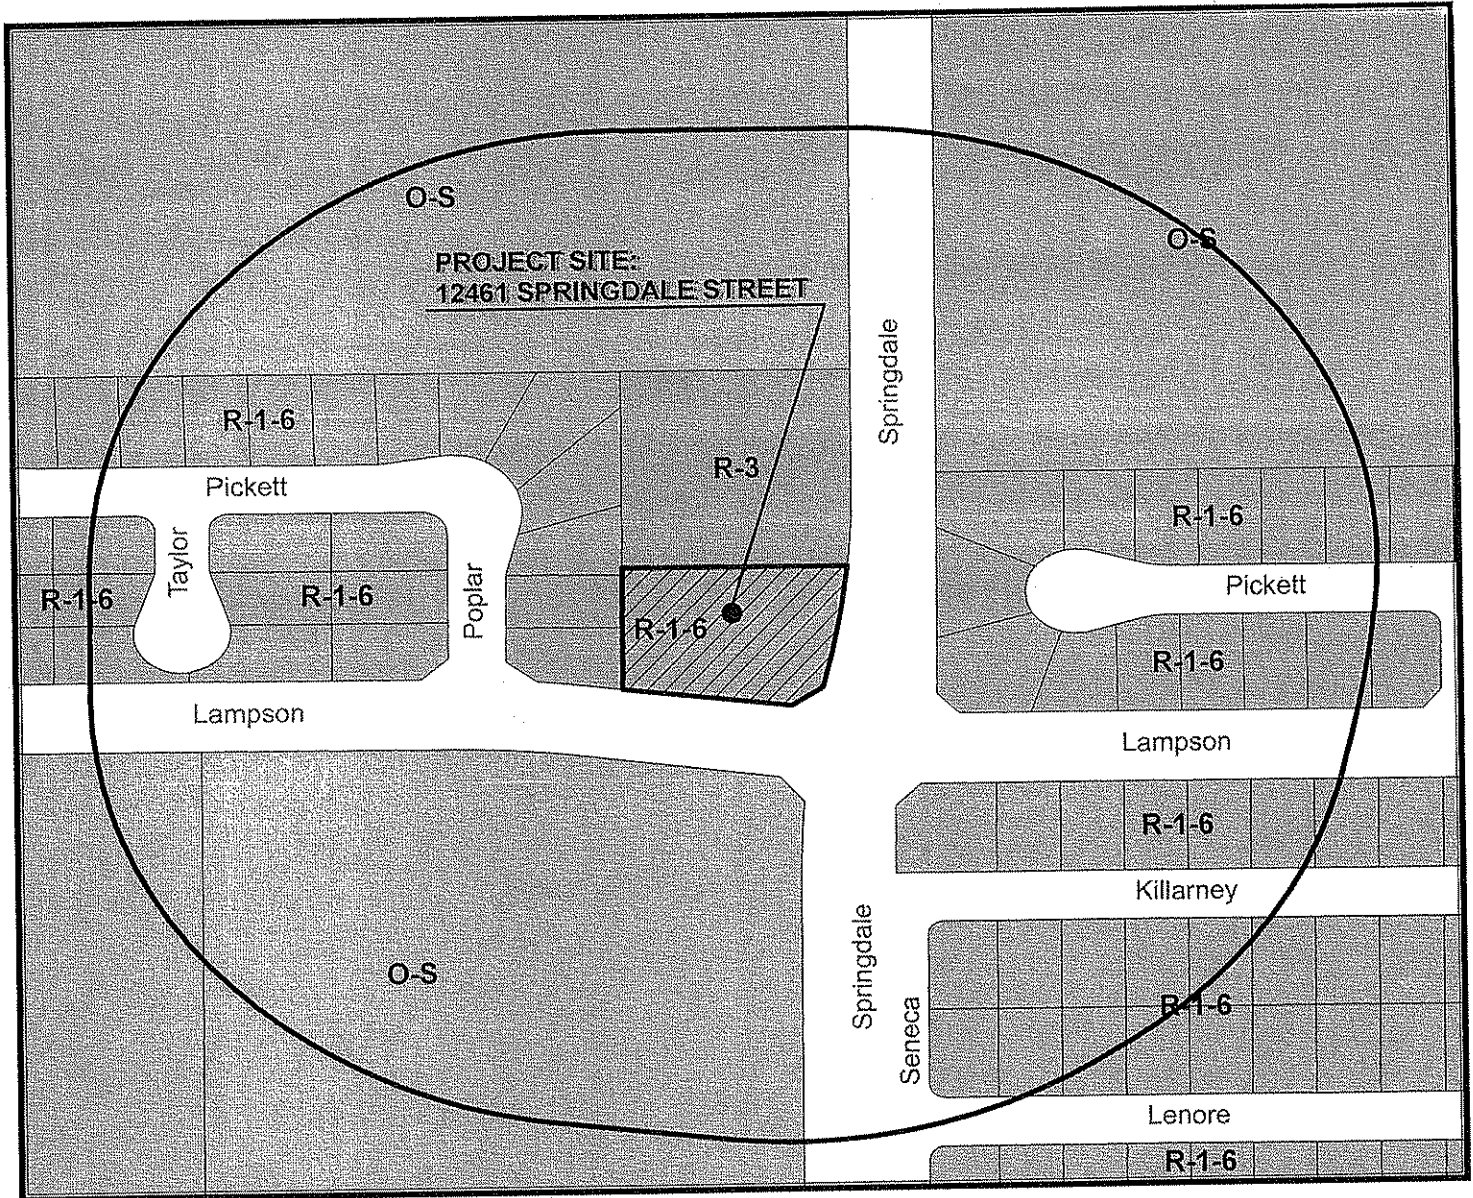 O-S
O-S
PROJECT SITE:
12461 SPRINGDALE STREET
Springdale
R-1-6
R-3
Pickett
R-1-6
Taylor
R-1-6
R-1-6
Poplar
R-1-6
Pickett
R-1-6
Lampson
Lampson
R-1-6
Killarney
Springdale
O-S
R-1-6
Seneca
Lenore
R-1-6